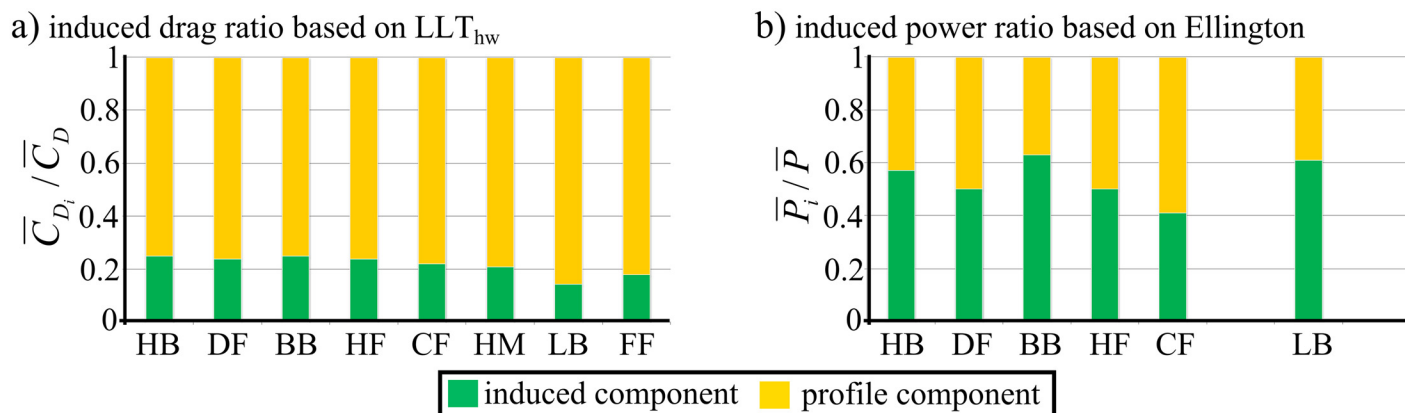 a) induced drag ratio based on LLT_hw
1
0.8
0.6
0.4
0.2
0
C̅_Di / C̅_D
HB DF BB HF CF HM LB FF
b) induced power ratio based on Ellington
1
0.8
0.6
0.4
0.2
0
P̅_i / P̅
HB DF BB HF CF LB
induced component profile component